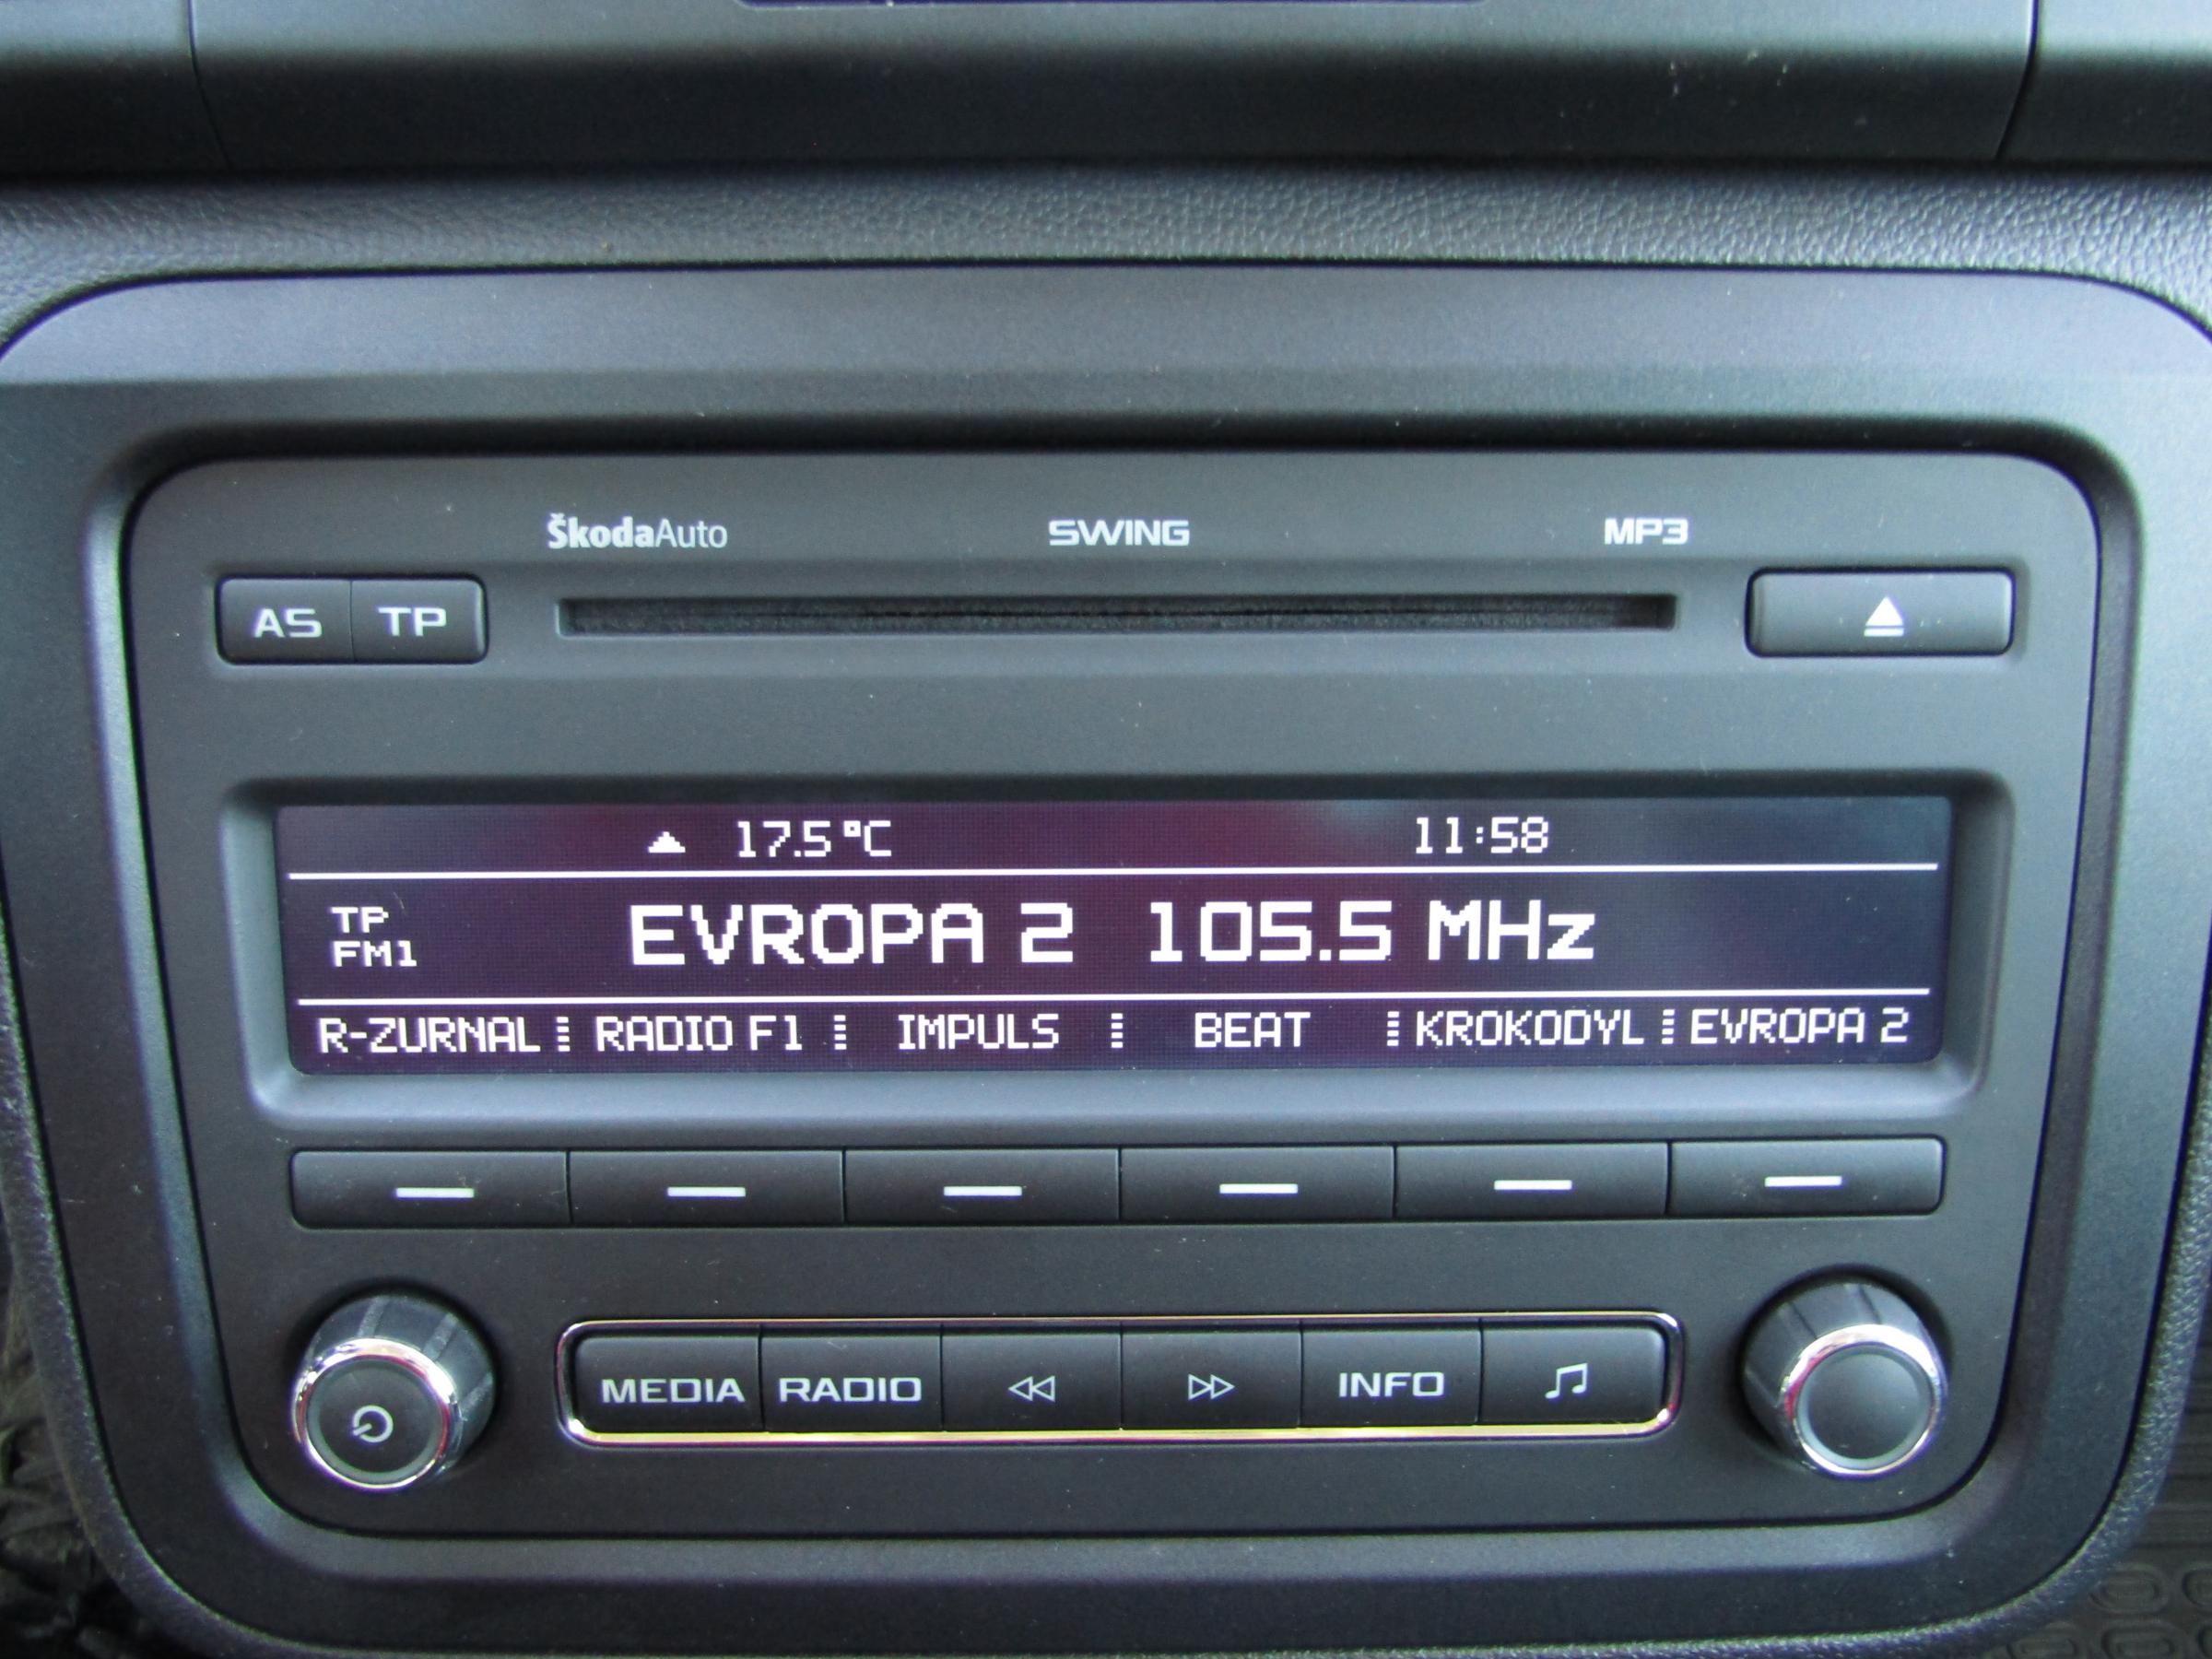 ŠkodaAuto SWING MP3
AS TP
17.5°C 11:58
TP
FM1
EVROPA 2 105.5 MHz
R-ZURNAL RADIO F1 IMPULS BEAT KROKODYL EVROPA 2
MEDIA RADIO INFO